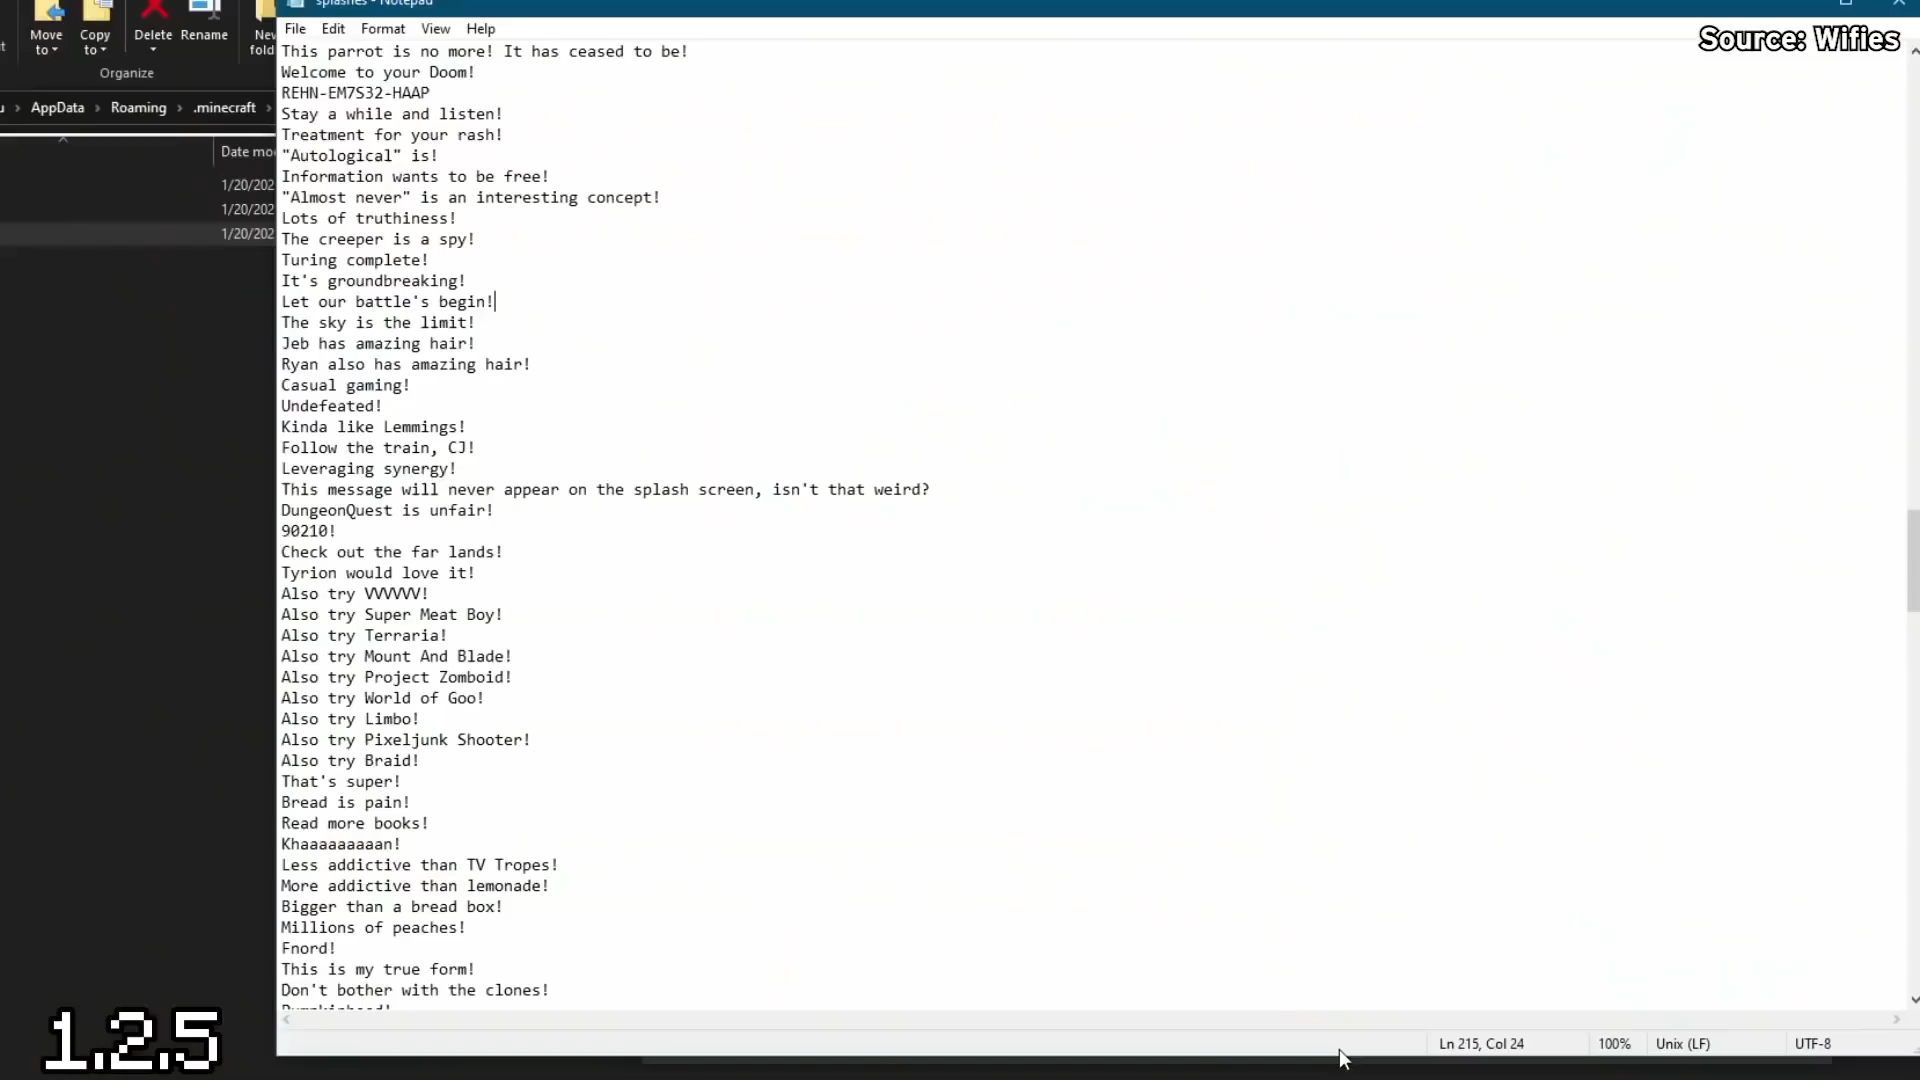 splashes - Notepad
Move to
Copy to
Delete
Rename
New
Organize
File Edit Format View Help
Source: Wifies
AppData > Roaming > .minecraft >
Date mo
1/20/202
1/20/202
1/20/202
This parrot is no more! It has ceased to be!
Welcome to your Doom!
REHN-EM7S32-HAAP
Stay a while and listen!
Treatment for your rash!
"Autological" is!
Information wants to be free!
"Almost never" is an interesting concept!
Lots of truthiness!
The creeper is a spy!
Turing complete!
It's groundbreaking!
Let our battle's begin!
The sky is the limit!
Jeb has amazing hair!
Ryan also has amazing hair!
Casual gaming!
Undefeated!
Kinda like Lemmings!
Follow the train, CJ!
Leveraging synergy!
This message will never appear on the splash screen, isn't that weird?
DungeonQuest is unfair!
90210!
Check out the far lands!
Tyrion would love it!
Also try VVVVVV!
Also try Super Meat Boy!
Also try Terraria!
Also try Mount And Blade!
Also try Project Zomboid!
Also try World of Goo!
Also try Limbo!
Also try Pixeljunk Shooter!
Also try Braid!
That's super!
Bread is pain!
Read more books!
Khaaaaaaaaan!
Less addictive than TV Tropes!
More addictive than lemonade!
Bigger than a bread box!
Millions of peaches!
Fnord!
This is my true form!
Don't bother with the clones!
1.2.5
Ln 215, Col 24
100%
Unix (LF)
UTF-8